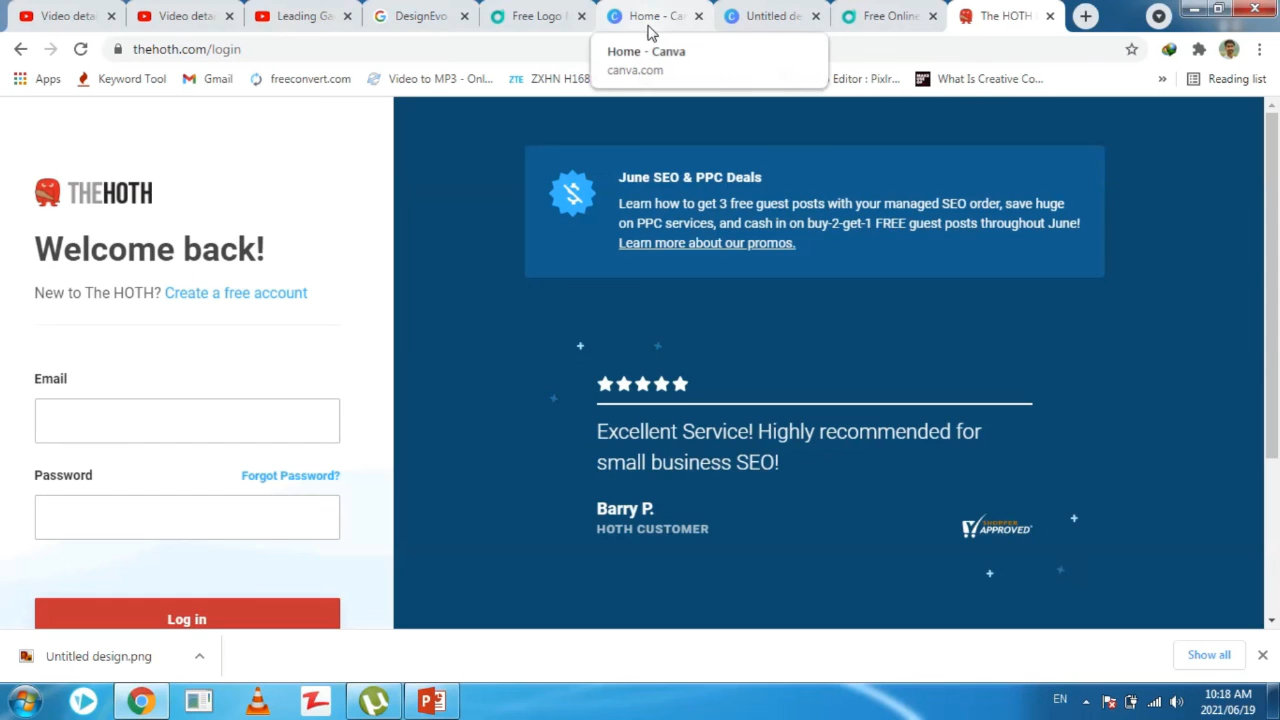 Video deta
Video deta
Leading Ga
DesignEvo
Free Logo
Home - Ca
Untitled de
Free Online
The HOTH
thehoth.com/login
Home - Canva
canva.com
Apps
Keyword Tool
Gmail
freeconvert.com
Video to MP3 - Onl...
ZTE ZXHN H168
Editor : Pixlr...
What Is Creative Co...
»
Reading list
THEHOTH
Welcome back!
New to The HOTH? Create a free account
Email
Password
Forgot Password?
Log in
June SEO & PPC Deals
Learn how to get 3 free guest posts with your managed SEO order, save huge
on PPC services, and cash in on buy-2-get-1 FREE guest posts throughout June!
Learn more about our promos.
Excellent Service! Highly recommended for
small business SEO!
Barry P.
HOTH CUSTOMER
SHOPPER
APPROVED
Untitled design.png
Show all
EN
10:18 AM
2021/06/19